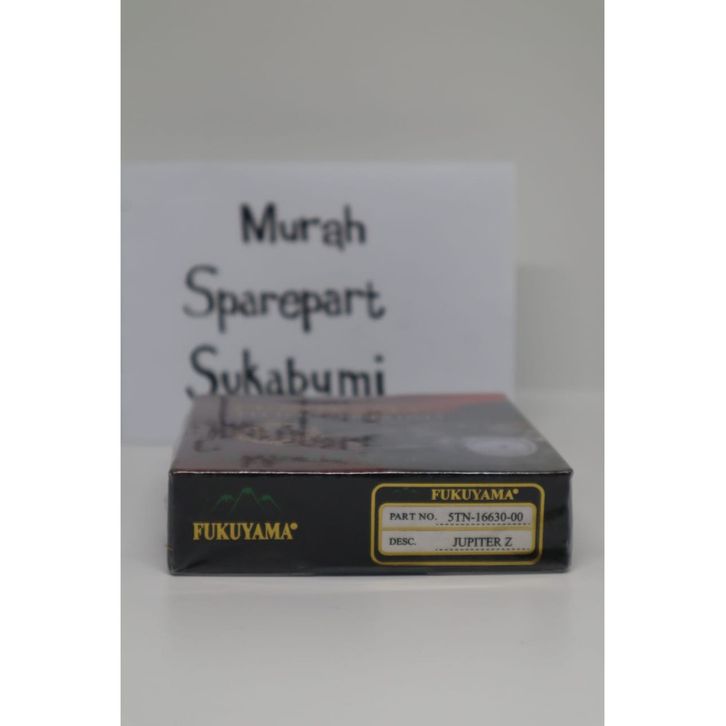 Murah
Sparepart
Sukabumi
FUKUYAMA®
FUKUYAMA®
PART NO. 5TN-16630-00
DESC. JUPITER Z